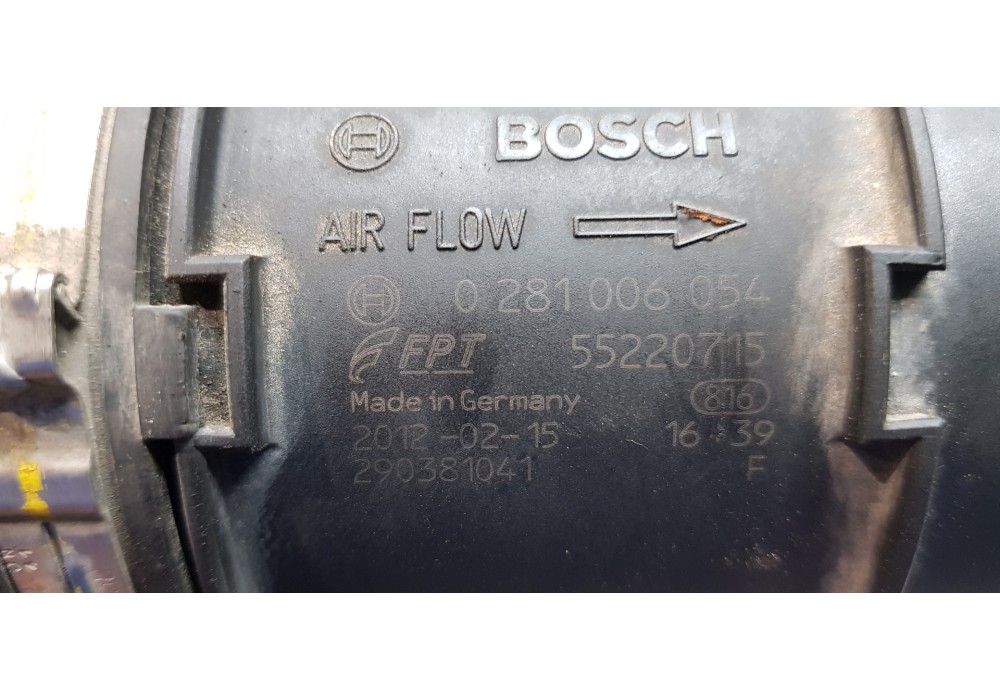 BOSCH
AIR FLOW
0 281 006 054
FPT 55220715
Made in Germany 816
2012-02-15 16 39
290381041 F